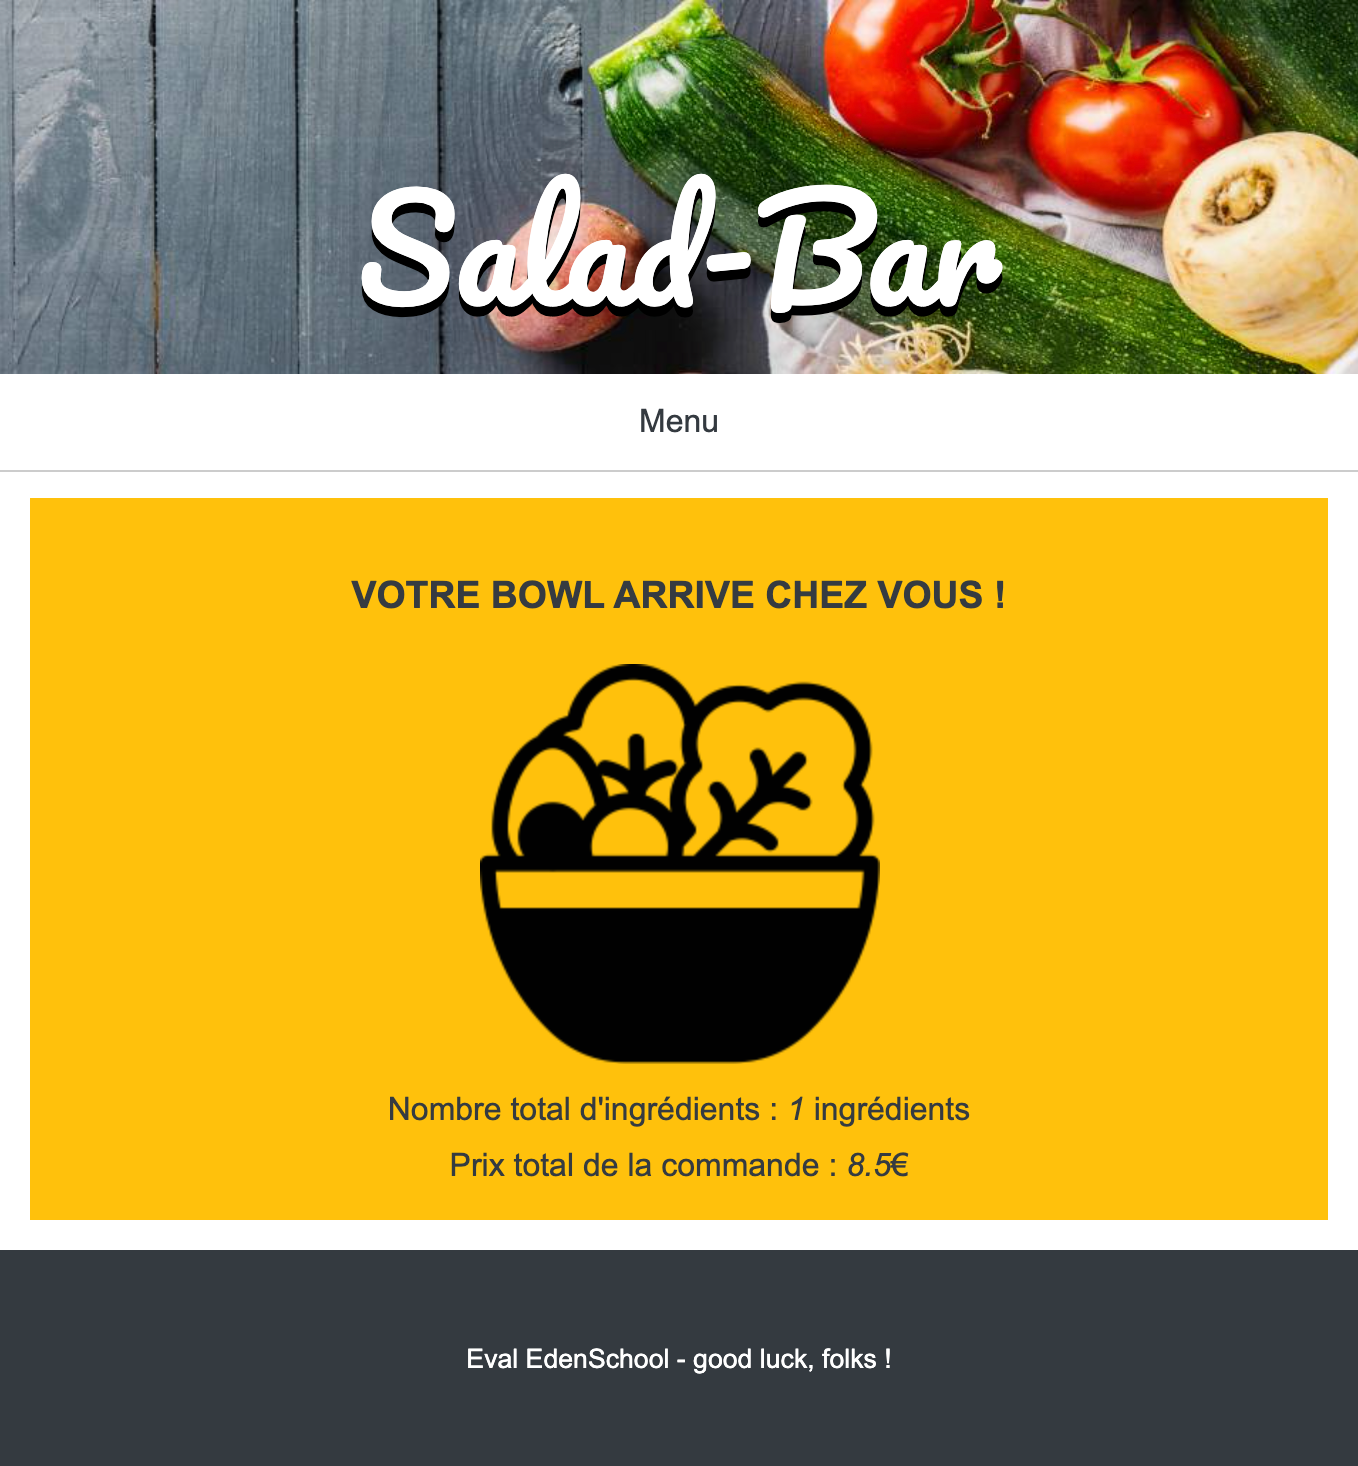 Salad-Bar
Menu
VOTRE BOWL ARRIVE CHEZ VOUS !
Nombre total d'ingrédients : 1 ingrédients
Prix total de la commande : 8.5€
Eval EdenSchool - good luck, folks !